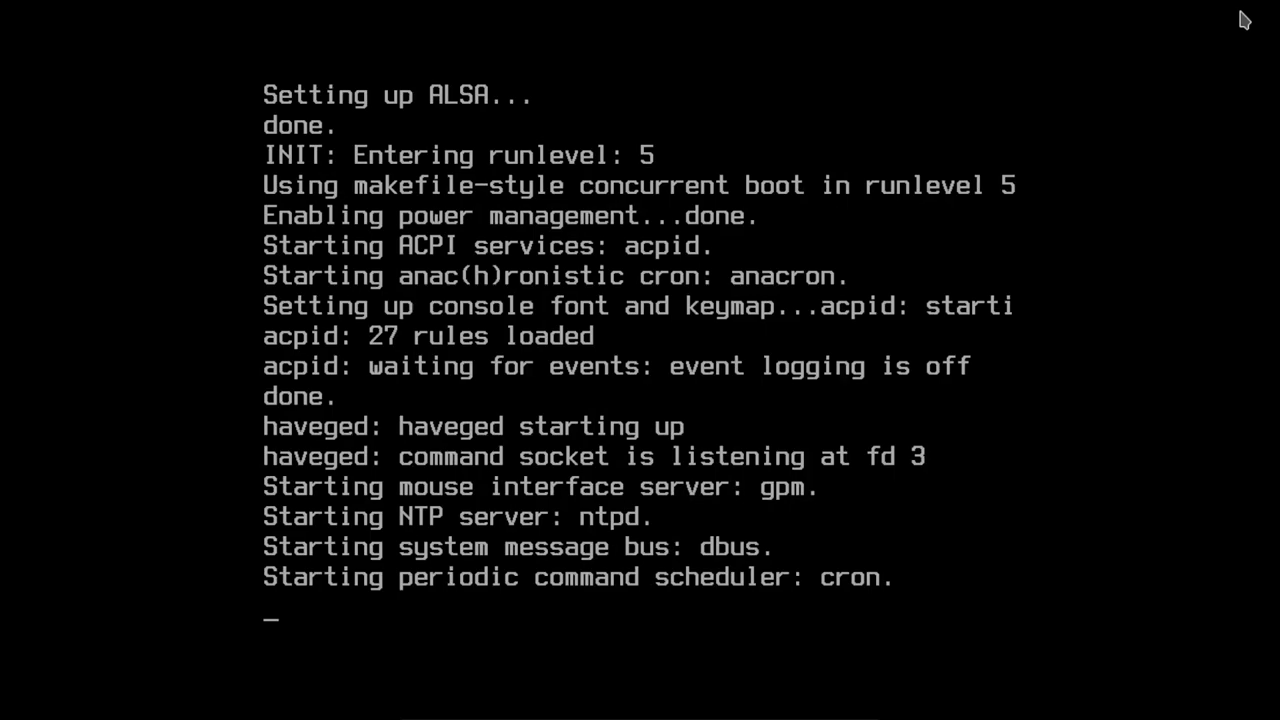 Setting up ALSA...
done.
INIT: Entering runlevel: 5
Using makefile-style concurrent boot in runlevel 5
Enabling power management...done.
Starting ACPI services: acpid.
Starting anac(h)ronistic cron: anacron.
Setting up console font and keymap...acpid: starti
acpid: 27 rules loaded
acpid: waiting for events: event logging is off
done.
haveged: haveged starting up
haveged: command socket is listening at fd 3
Starting mouse interface server: gpm.
Starting NTP server: ntpd.
Starting system message bus: dbus.
Starting periodic command scheduler: cron.
_